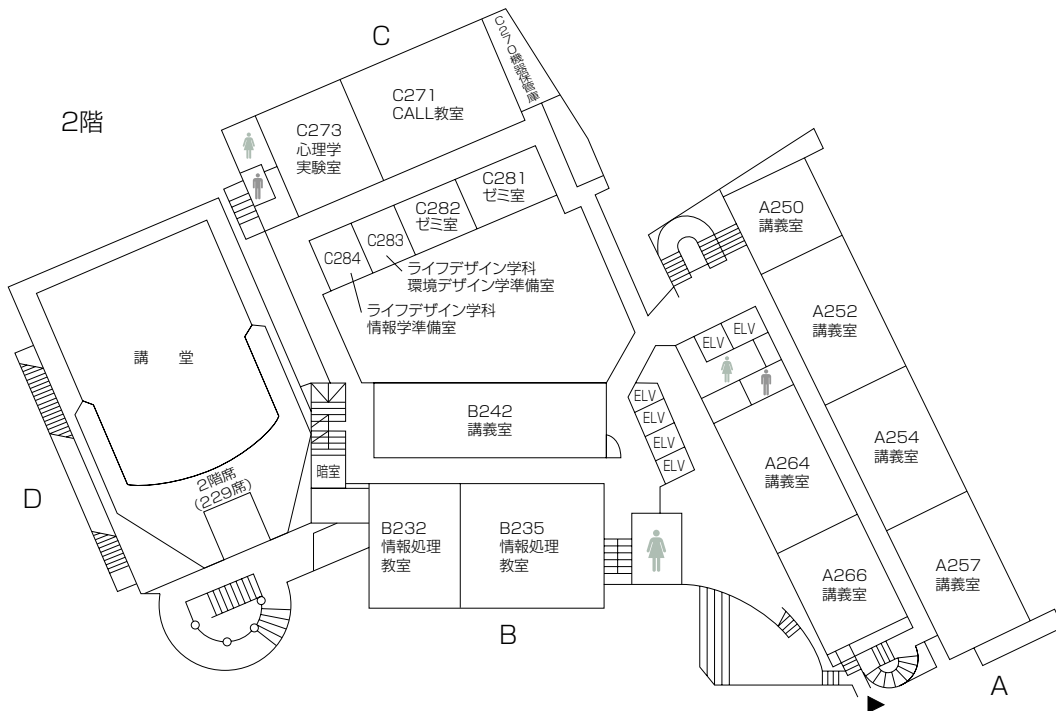 2階
C
C270機器保管庫
C271
CALL教室
C273
心理学
実験室
C281
ゼミ室
C282
ゼミ室
C283
C284
ライフデザイン学科
環境デザイン学準備室
ライフデザイン学科
情報学準備室
A250
講義室
A252
講義室
ELV
ELV
講 堂
B242
講義室
ELV
ELV
ELV
ELV
A254
講義室
A264
講義室
暗室
2階席
(229席)
D
B232
情報処理
教室
B235
情報処理
教室
A257
講義室
A266
講義室
B
A